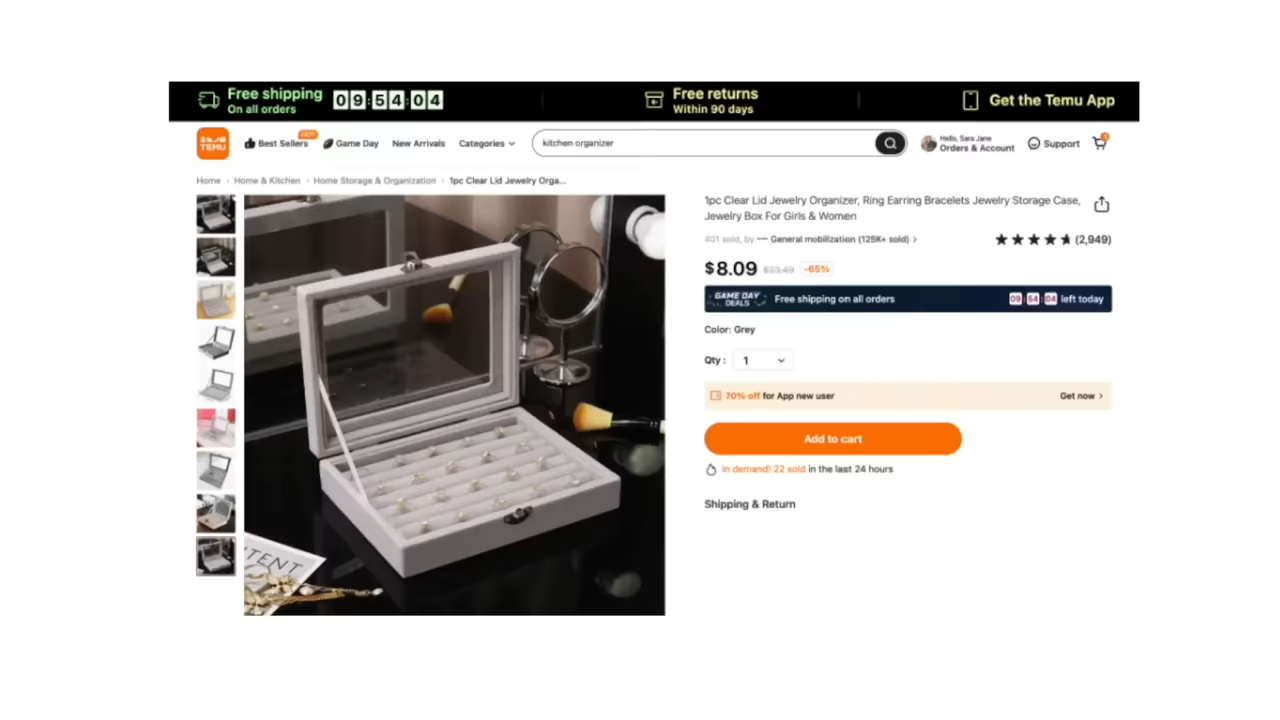 Free shipping
On all orders
09:54:04
Free returns
Within 90 days
Get the Temu App
TEMU
Best Sellers
HOT
Game Day
New Arrivals
Categories
kitchen organizer
Hello, Sara Jane
Orders & Account
Support
Home > Home & Kitchen > Home Storage & Organization > 1pc Clear Lid Jewelry Orga...
1pc Clear Lid Jewelry Organizer, Ring Earring Bracelets Jewelry Storage Case,
Jewelry Box For Girls & Women
401 sold, by — General mobilization (125K+ sold) >
(2,949)
$8.09 $23.49 -65%
GAME DAY
DEALS
Free shipping on all orders
09:54:04 left today
Color: Grey
Qty : 1
70% off for App new user
Get now >
Add to cart
In demand! 22 sold in the last 24 hours
Shipping & Return
TENT